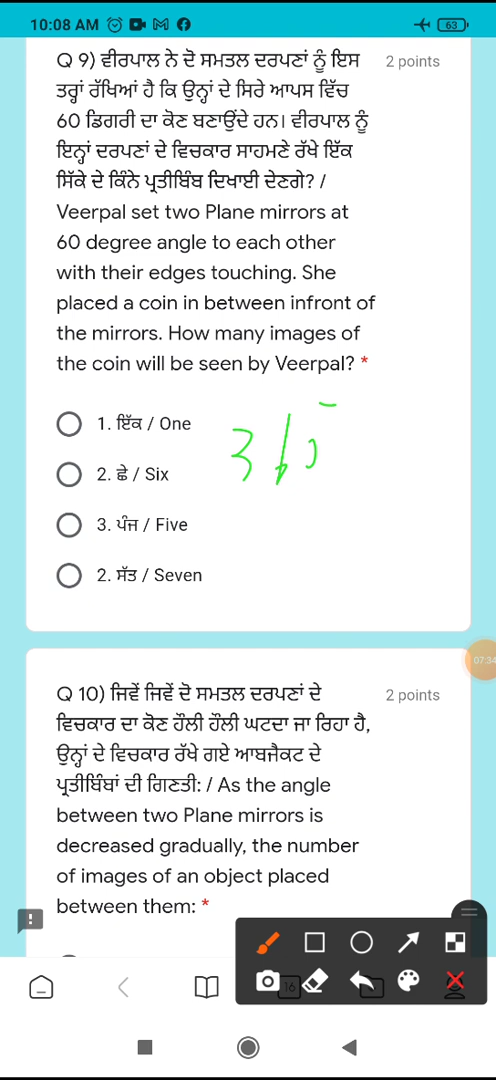 10:08 AM
63
Q 9) ਵੀਰਪਾਲ ਨੇ ਦੋ ਸਮਤਲ ਦਰਪਣਾਂ ਨੂੰ ਇਸ
2 points
ਤਰ੍ਹਾਂ ਰੱਖਿਆਂ ਹੈ ਕਿ ਉਨ੍ਹਾਂ ਦੇ ਸਿਰੇ ਆਪਸ ਵਿੱਚ
60 ਡਿਗਰੀ ਦਾ ਕੋਣ ਬਣਾਉਂਦੇ ਹਨ। ਵੀਰਪਾਲ ਨੂੰ
ਇਨ੍ਹਾਂ ਦਰਪਣਾਂ ਦੇ ਵਿਚਕਾਰ ਸਾਹਮਣੇ ਰੱਖੇ ਇੱਕ
ਸਿੱਕੇ ਦੇ ਕਿੰਨੇ ਪ੍ਰਤੀਬਿੰਬ ਦਿਖਾਈ ਦੇਣਗੇ? /
Veerpal set two Plane mirrors at
60 degree angle to each other
with their edges touching. She
placed a coin in between infront of
the mirrors. How many images of
the coin will be seen by Veerpal? *
1. ਇੱਕ / One
2. ਛੇ / Six
3. ਪੰਜ / Five
2. ਸੱਤ / Seven
07:34
Q 10) ਜਿਵੇਂ ਜਿਵੇਂ ਦੋ ਸਮਤਲ ਦਰਪਣਾਂ ਦੇ
2 points
ਵਿਚਕਾਰ ਦਾ ਕੋਣ ਹੌਲੀ ਹੌਲੀ ਘਟਦਾ ਜਾ ਰਿਹਾ ਹੈ,
ਉਨ੍ਹਾਂ ਦੇ ਵਿਚਕਾਰ ਰੱਖੇ ਗਏ ਆਬਜੈਕਟ ਦੇ
ਪ੍ਰਤੀਬਿੰਬਾਂ ਦੀ ਗਿਣਤੀ: / As the angle
between two Plane mirrors is
decreased gradually, the number
of images of an object placed
between them: *
16